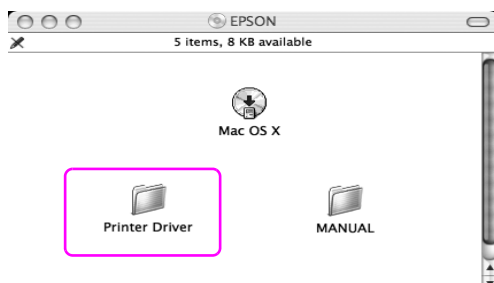 EPSON
5 items, 8 KB available
Mac OS X
Printer Driver
MANUAL